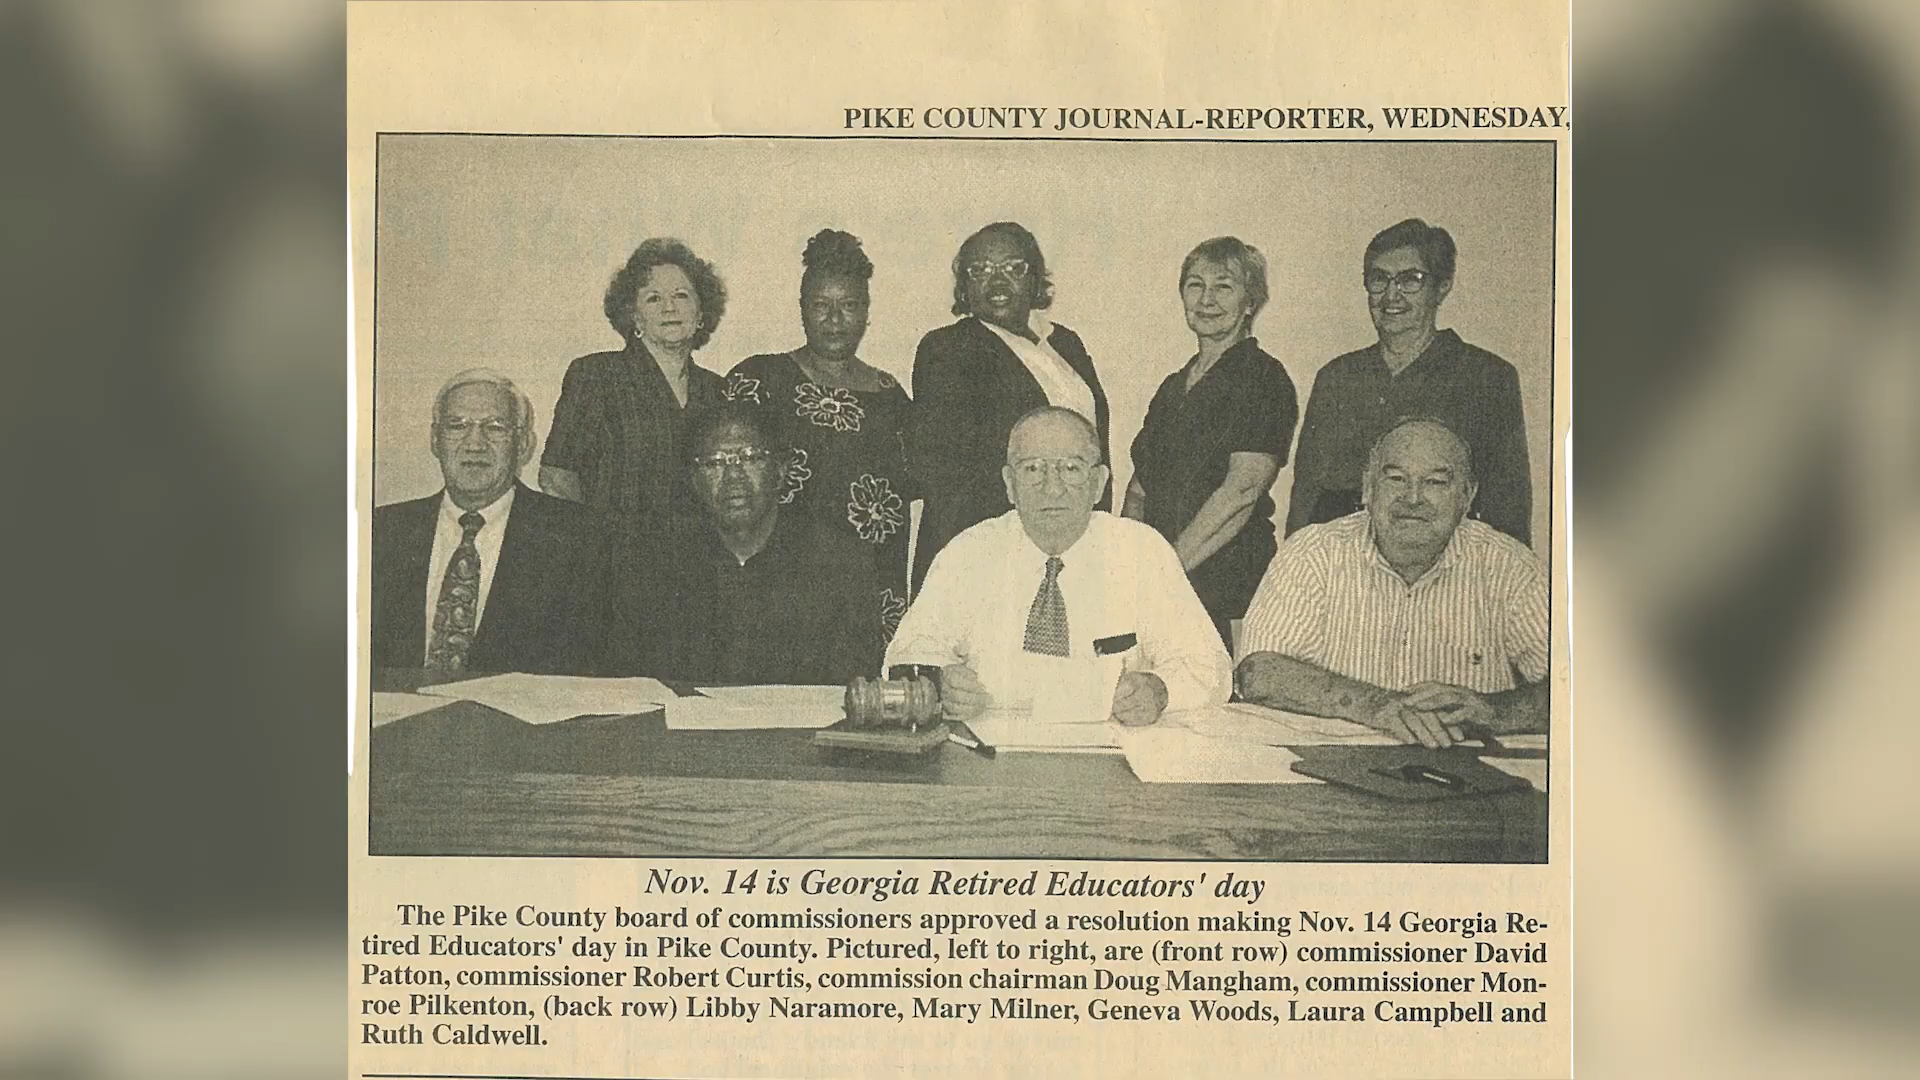 PIKE COUNTY JOURNAL-REPORTER, WEDNESDAY,
Nov. 14 is Georgia Retired Educators' day
The Pike County board of commissioners approved a resolution making Nov. 14 Georgia Re-
tired Educators' day in Pike County. Pictured, left to right, are (front row) commissioner David
Patton, commissioner Robert Curtis, commission chairman Doug Mangham, commissioner Mon-
roe Pilkenton, (back row) Libby Naramore, Mary Milner, Geneva Woods, Laura Campbell and
Ruth Caldwell.